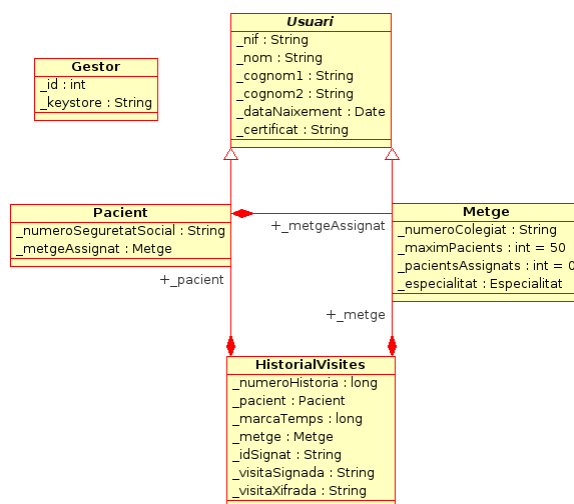 Usuari
_nif : String
_nom : String
_cognom1 : String
_cognom2 : String
_dataNaixement : Date
_certificat : String
Gestor
_id : int
_keystore : String
Pacient
_numeroSeguretatSocial : String
_metgeAssignat : Metge
+_metgeAssignat
Metge
_numeroColegiat : String
_maximPacients : int = 50
_pacientsAssignats : int = 0
_especialitat : Especialitat
+_pacient
+_metge
HistorialVisites
_numeroHistoria : long
_pacient : Pacient
_marcaTemps : long
_metge : Metge
_idSignat : String
_visitaSignada : String
_visitaXifrada : String